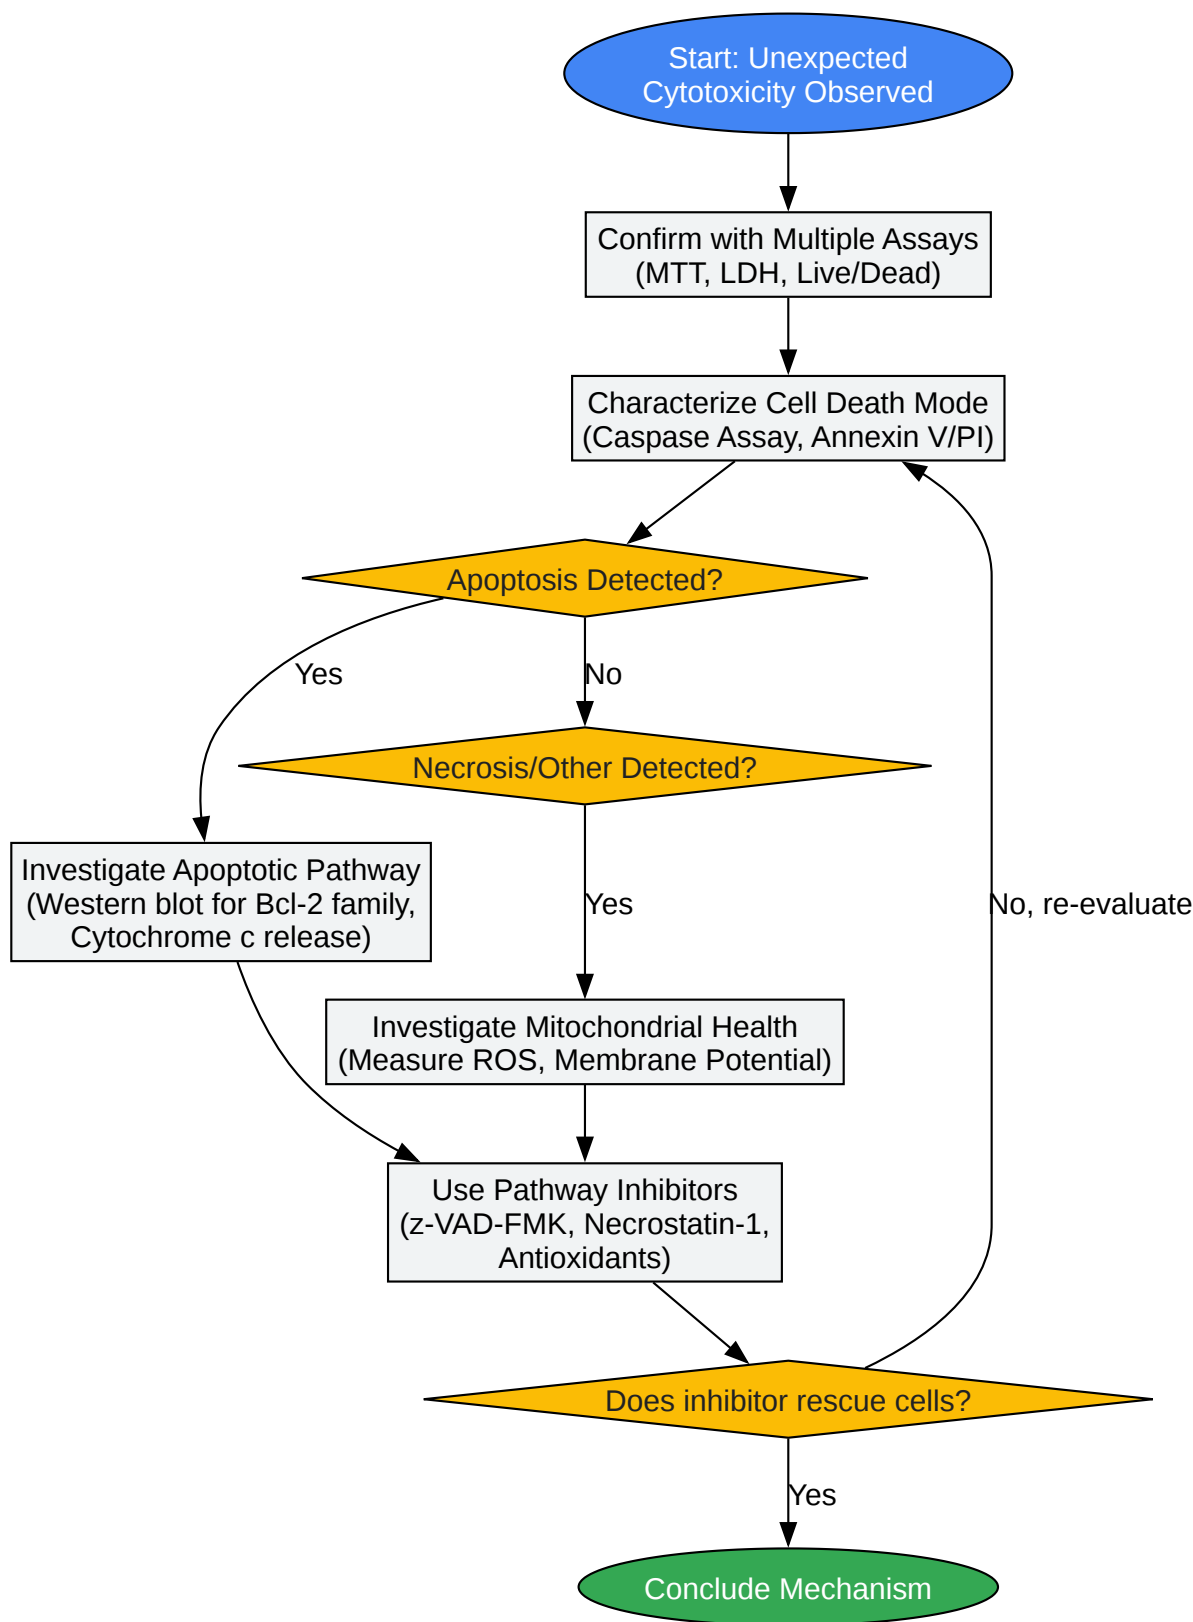 Start: Unexpected
Cytotoxicity Observed
Confirm with Multiple Assays
(MTT, LDH, Live/Dead)
Characterize Cell Death Mode
(Caspase Assay, Annexin V/PI)
Apoptosis Detected?
Yes
No
Necrosis/Other Detected?
Investigate Apoptotic Pathway
(Western blot for Bcl-2 family,
Cytochrome c release)
Yes
No, re-evaluate
Investigate Mitochondrial Health
(Measure ROS, Membrane Potential)
Use Pathway Inhibitors
(z-VAD-FMK, Necrostatin-1,
Antioxidants)
Does inhibitor rescue cells?
Yes
Conclude Mechanism